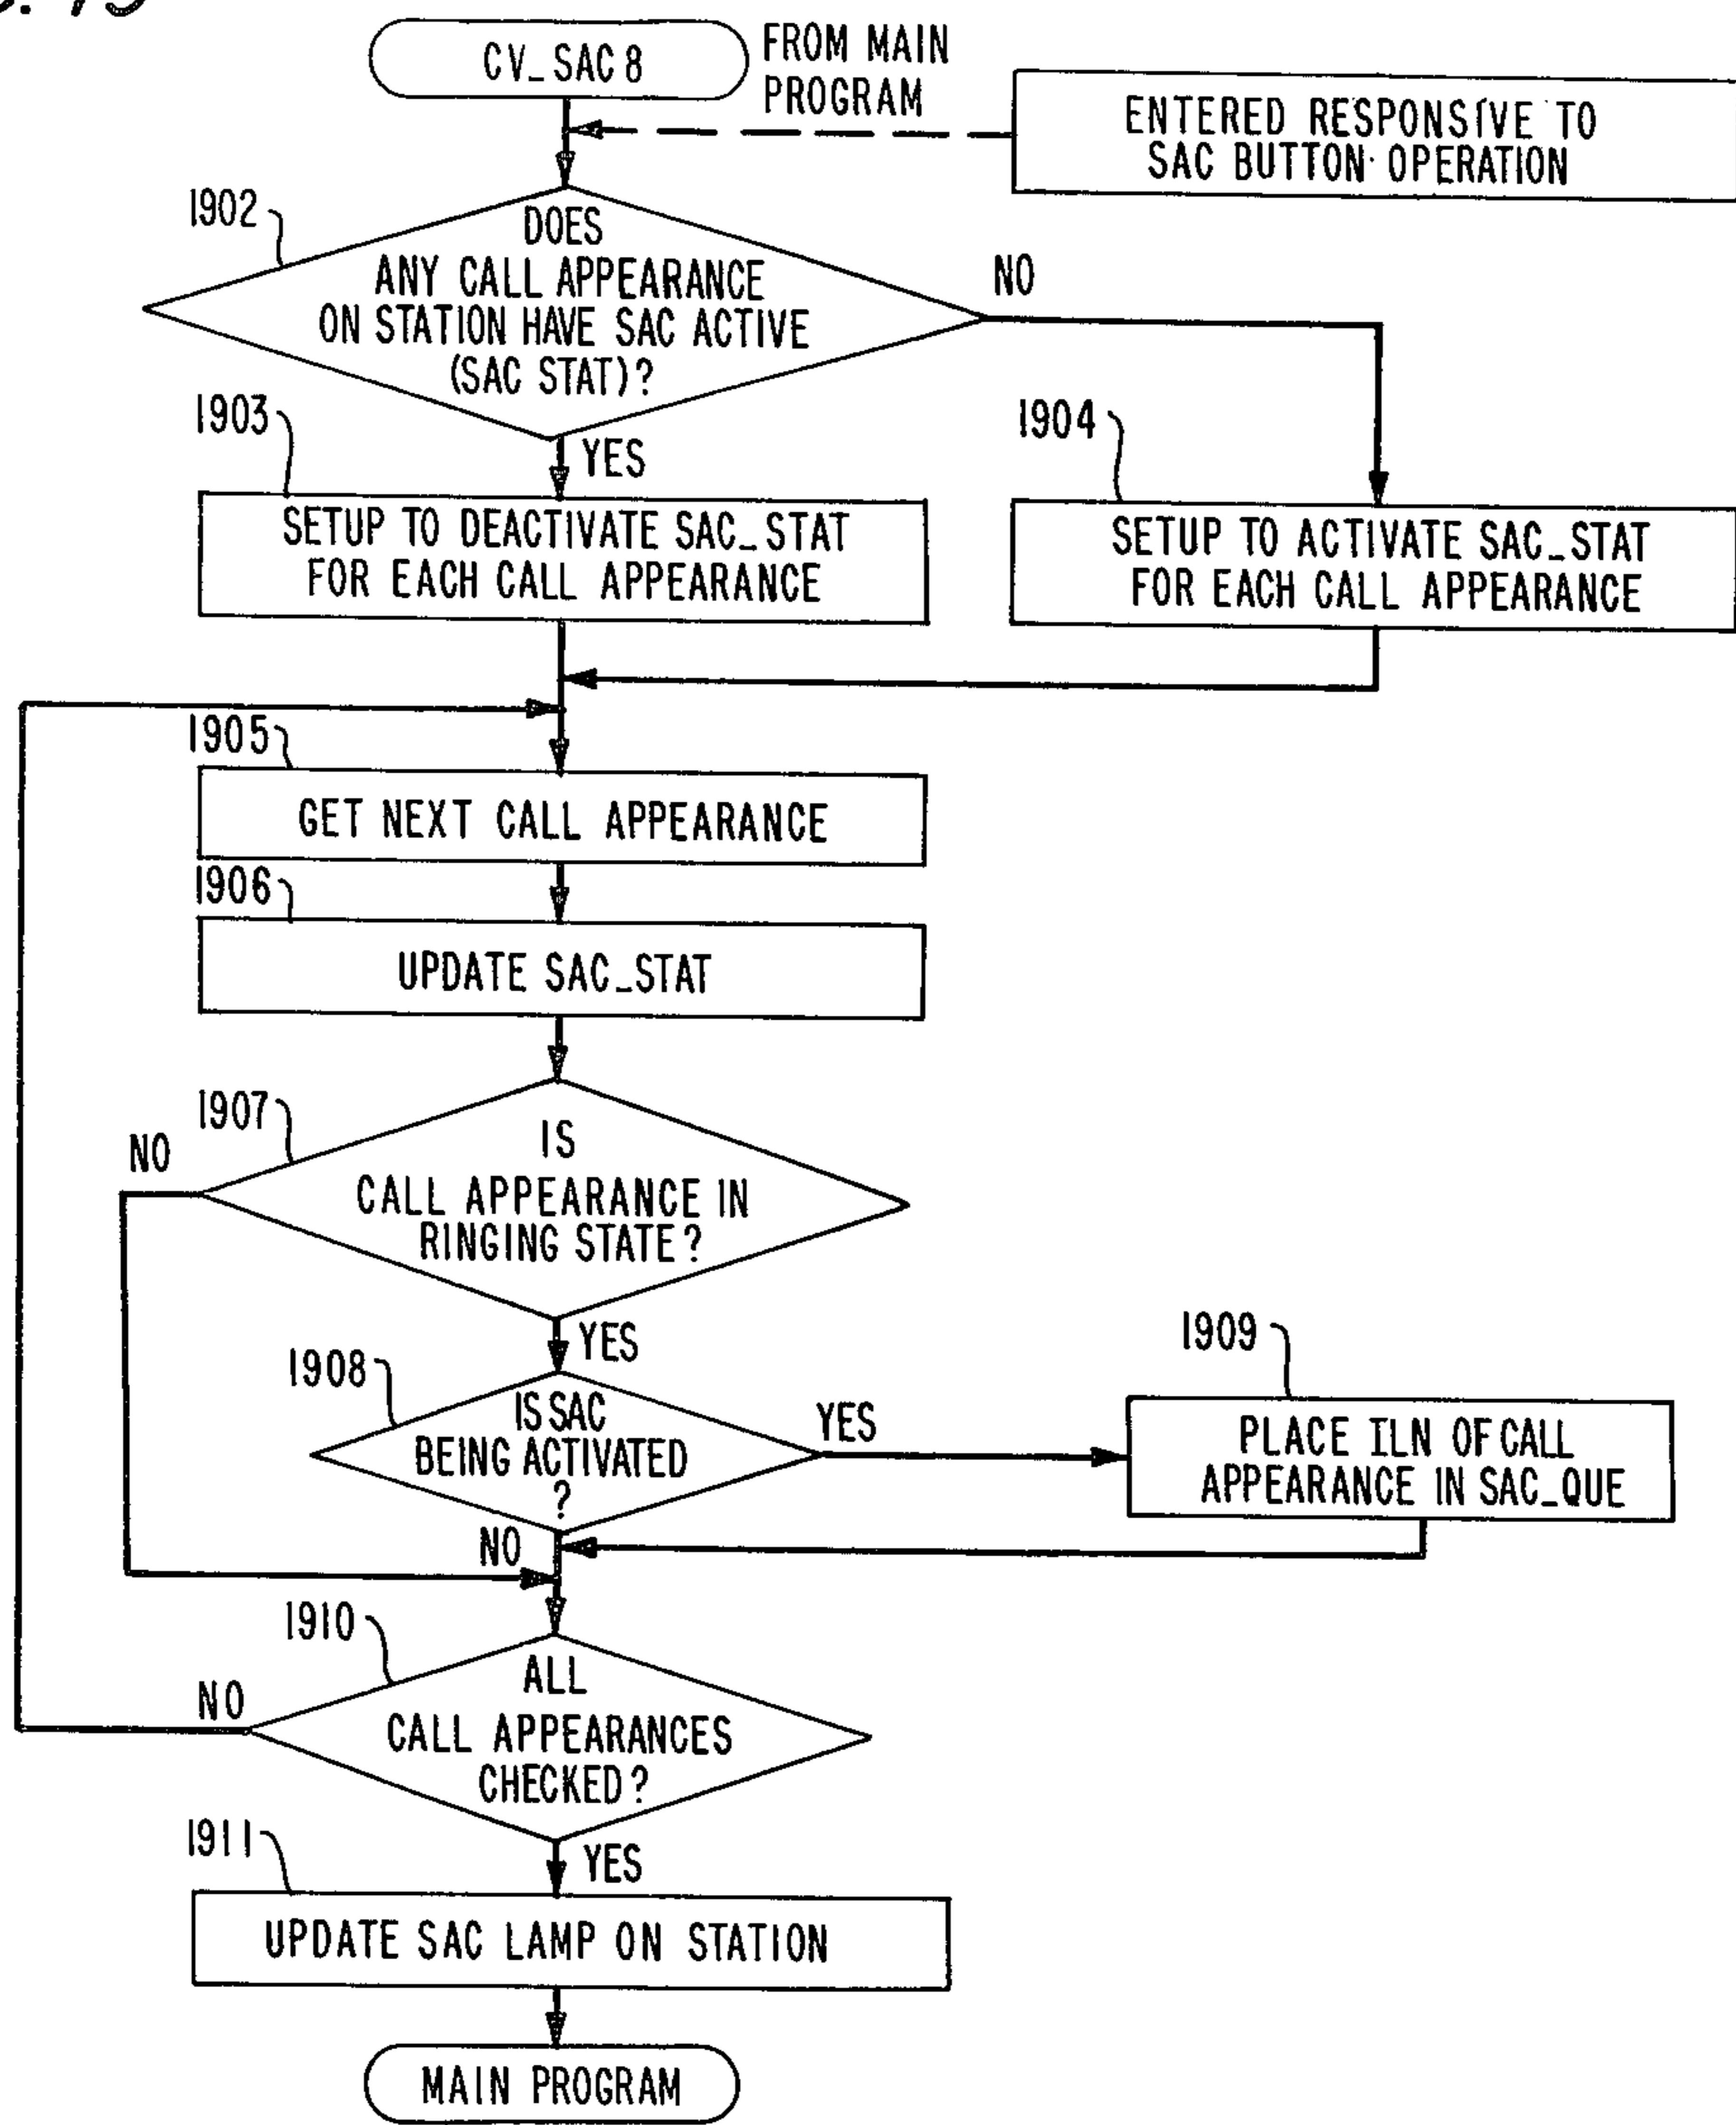 CV_SAC 8
FROM MAIN
PROGRAM
ENTERED RESPONSIVE TO
SAC BUTTON OPERATION
1902
DOES
ANY CALL APPEARANCE
ON STATION HAVE SAC ACTIVE
(SAC STAT)?
NO
1903
YES
1904
SETUP TO DEACTIVATE SAC_STAT
FOR EACH CALL APPEARANCE
SETUP TO ACTIVATE SAC_STAT
FOR EACH CALL APPEARANCE
1905
GET NEXT CALL APPEARANCE
1906
UPDATE SAC_STAT
1907
NO
IS
CALL APPEARANCE IN
RINGING STATE?
YES
1908
IS SAC
BEING ACTIVATED
?
YES
1909
PLACE ILN OF CALL
APPEARANCE IN SAC_QUE
NO
1910
ALL
CALL APPEARANCES
CHECKED?
NO
YES
1911
UPDATE SAC LAMP ON STATION
MAIN PROGRAM